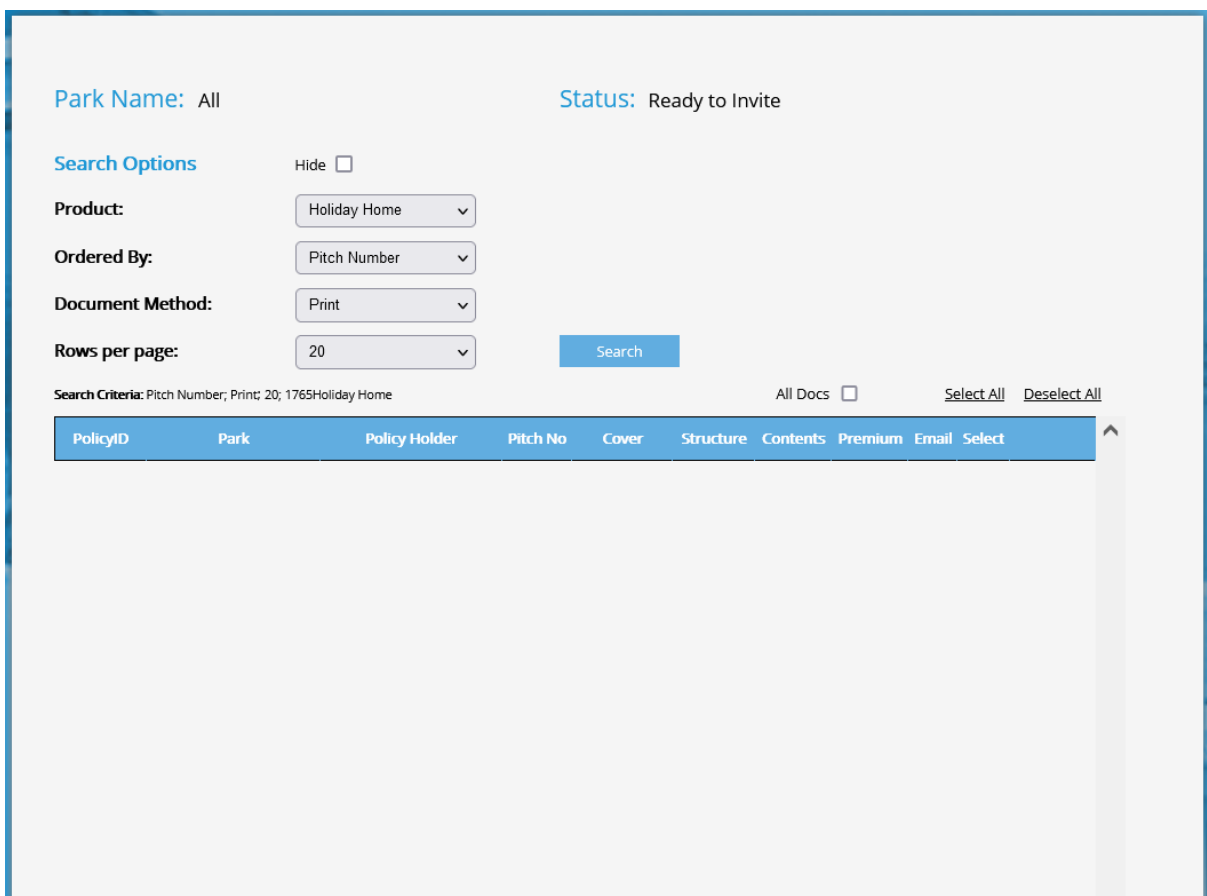 Park Name: All Status: Ready to Invite
Search Options Hide
Product: Holiday Home
Ordered By: Pitch Number
Document Method: Print
Rows per page: 20 Search
Search Criteria: Pitch Number; Print; 20; 1765Holiday Home All Docs Select All Deselect All
PolicyID Park Policy Holder Pitch No Cover Structure Contents Premium Email Select